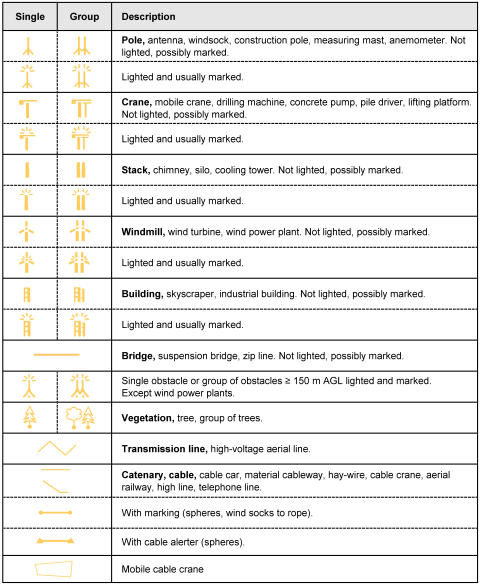 Single Group Description
Pole, antenna, windsock, construction pole, measuring mast, anemometer. Not
lighted, possibly marked.
Lighted and usually marked.
Crane, mobile crane, drilling machine, concrete pump, pile driver, lifting platform.
Not lighted, possibly marked.
Lighted and usually marked.
Stack, chimney, silo, cooling tower. Not lighted, possibly marked.
Lighted and usually marked.
Windmill, wind turbine, wind power plant. Not lighted, possibly marked.
Lighted and usually marked.
Building, skyscraper, industrial building. Not lighted, possibly marked.
Lighted and usually marked.
Bridge, suspension bridge, zip line. Not lighted, possibly marked.
Single obstacle or group of obstacles ≥ 150 m AGL lighted and marked.
Except wind power plants.
Vegetation, tree, group of trees.
Transmission line, high-voltage aerial line.
Catenary, cable, cable car, material cableway, hay-wire, cable crane, aerial
railway, high line, telephone line.
With marking (spheres, wind socks to rope).
With cable alerter (spheres).
Mobile cable crane